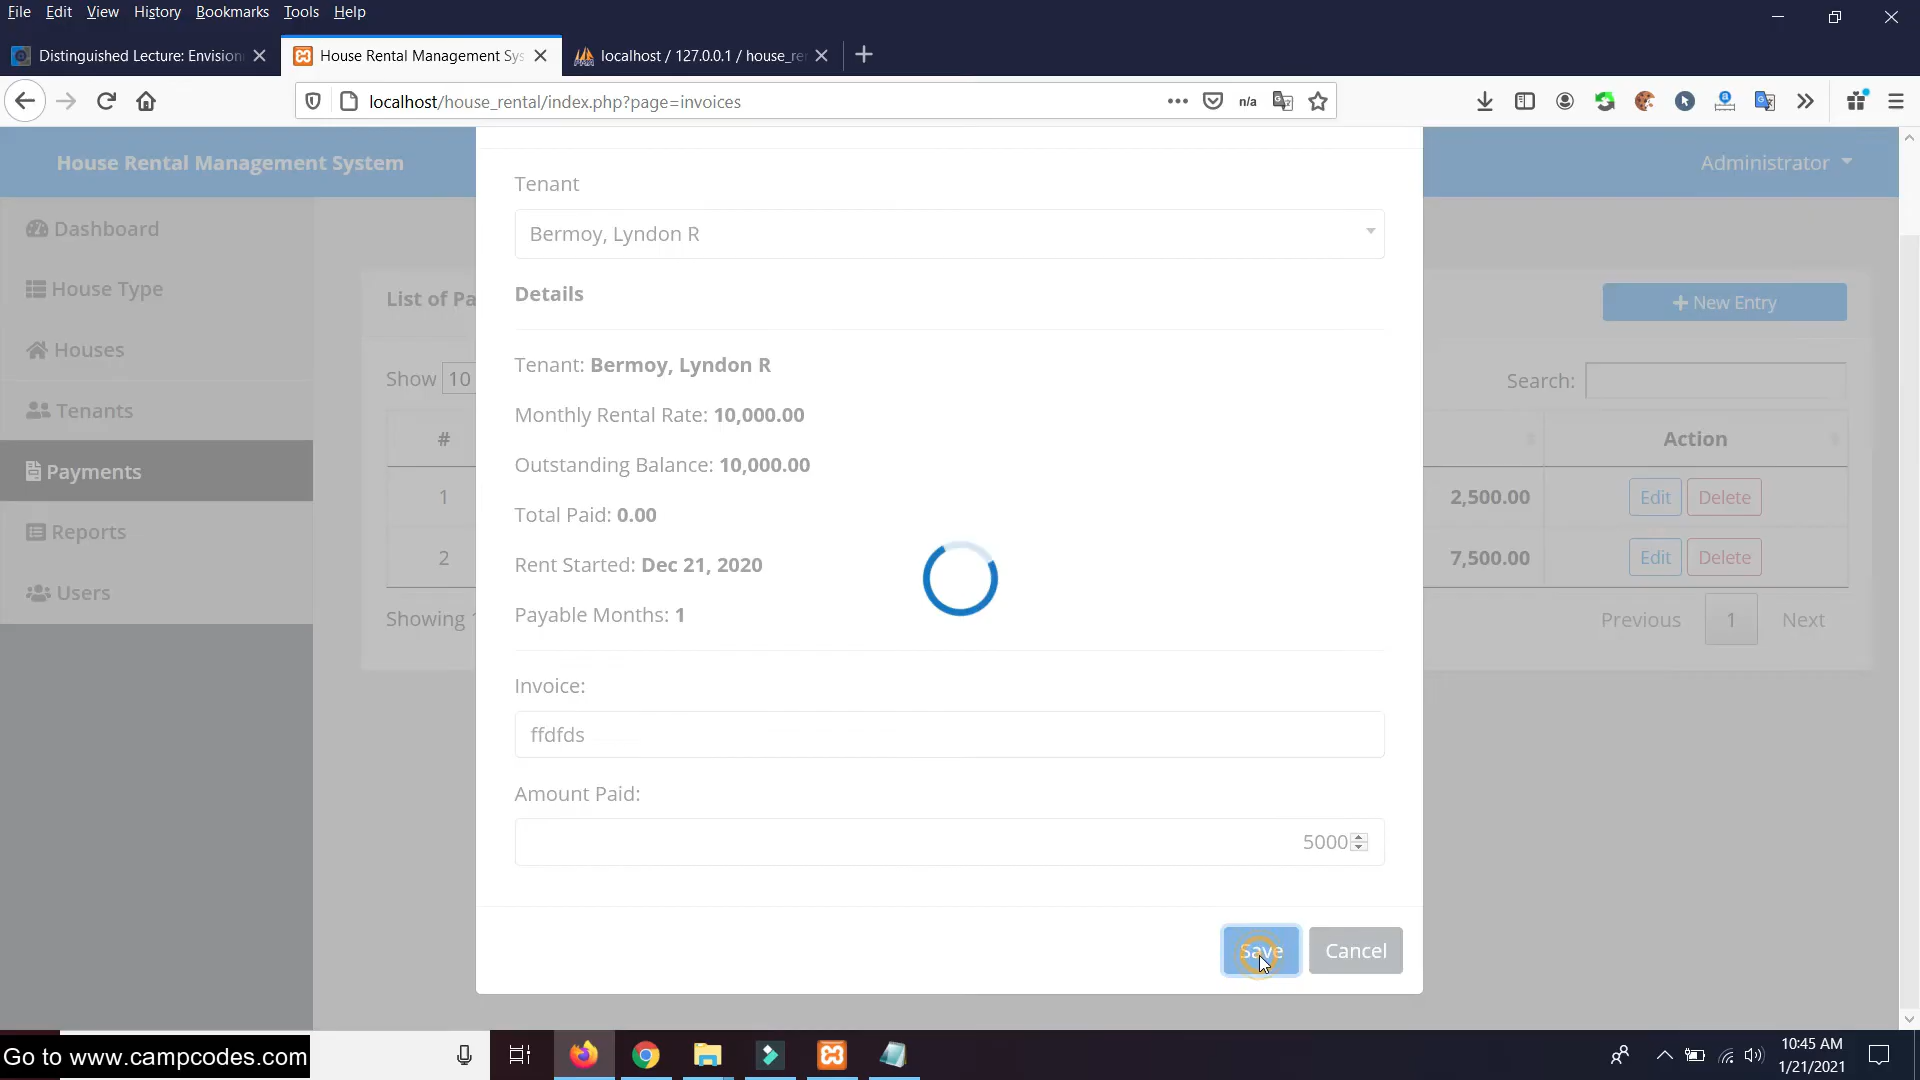 File Edit View History Bookmarks Tools Help
Distinguished Lecture: Envision
House Rental Management Sys
localhost / 127.0.0.1 / house_re
localhost/house_rental/index.php?page=invoices
n/a
House Rental Management System
Administrator
Dashboard
House Type
Houses
Tenants
Payments
Reports
Users
List of Pa
New Entry
Show 10
Search:
#
Action
1
2,500.00
Edit Delete
2
7,500.00
Edit Delete
Showing 1
Previous 1 Next
Tenant
Bermoy, Lyndon R
Details
Tenant: Bermoy, Lyndon R
Monthly Rental Rate: 10,000.00
Outstanding Balance: 10,000.00
Total Paid: 0.00
Rent Started: Dec 21, 2020
Payable Months: 1
Invoice:
ffdfds
Amount Paid:
5000
Save Cancel
Go to www.campcodes.com
10:45 AM
1/21/2021